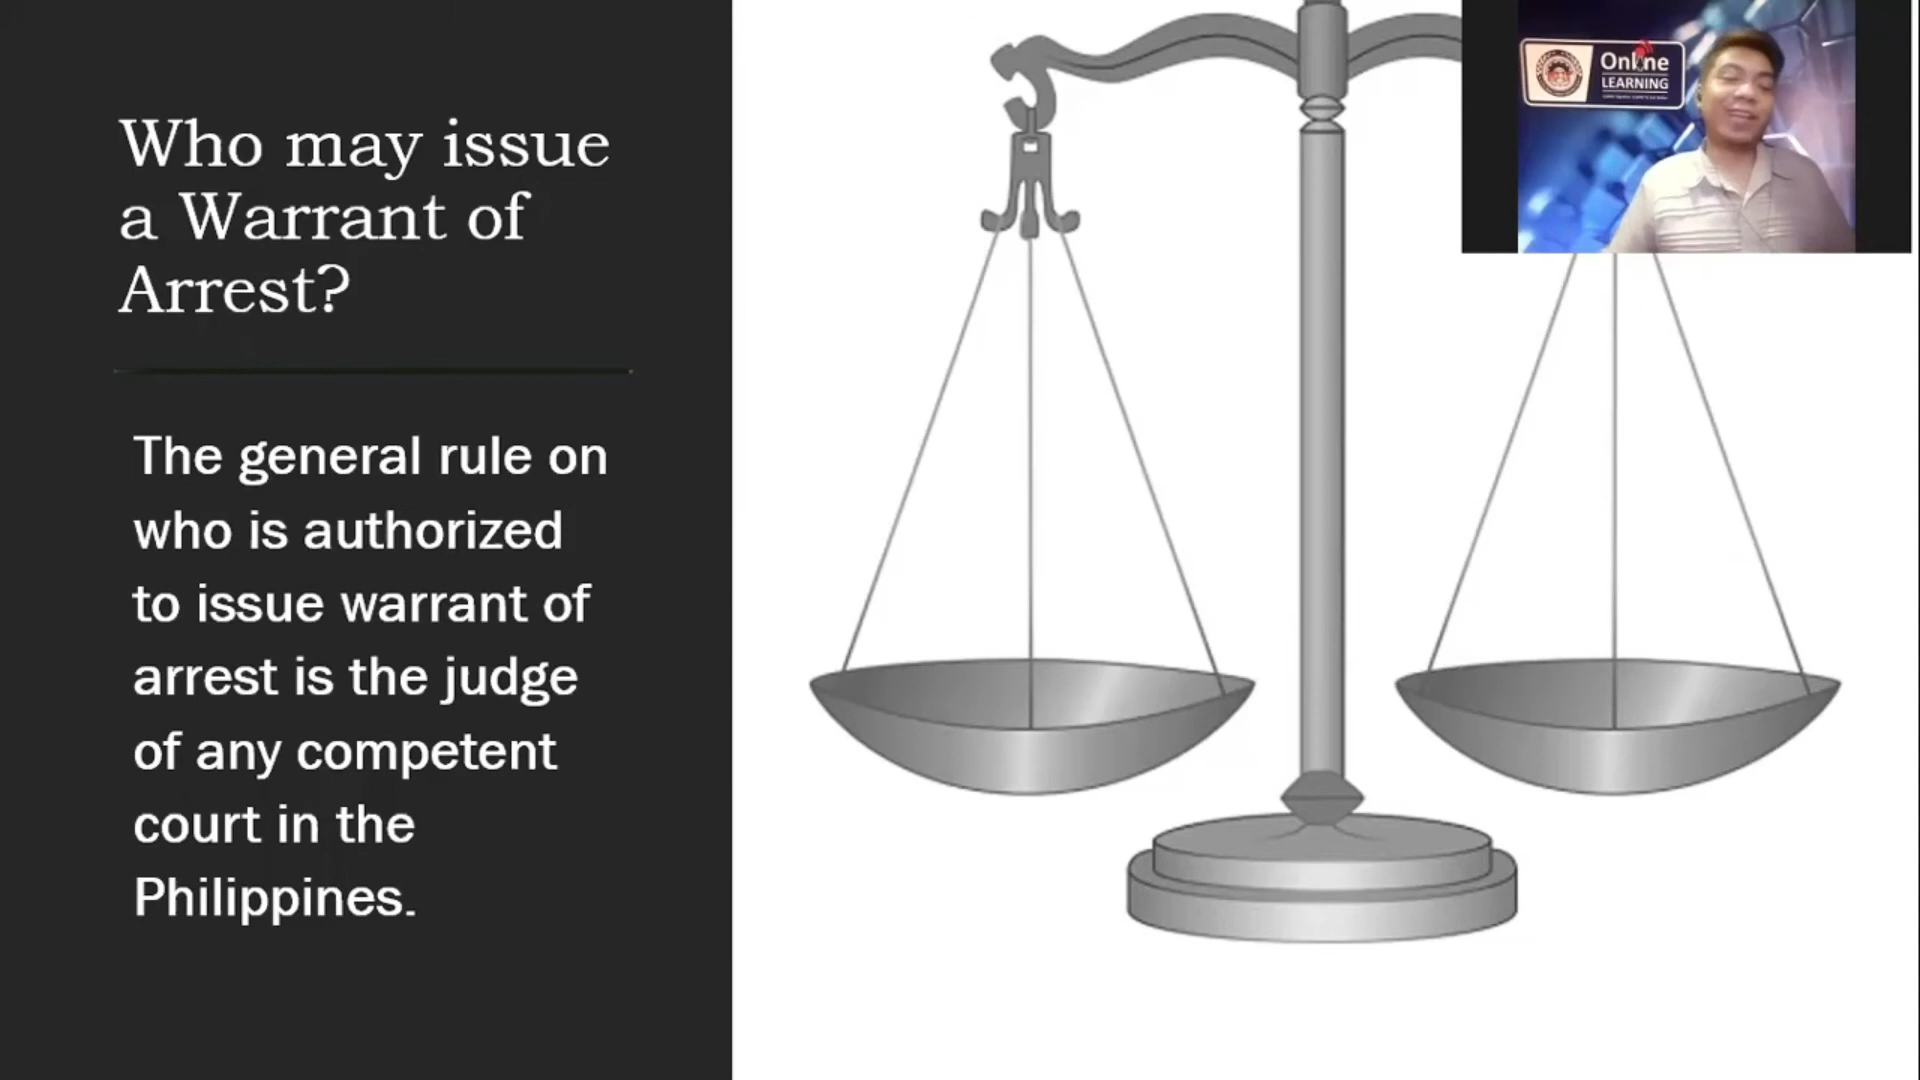 Who may issue
a Warrant of
Arrest?
The general rule on
who is authorized
to issue warrant of
arrest is the judge
of any competent
court in the
Philippines.
Online
LEARNING